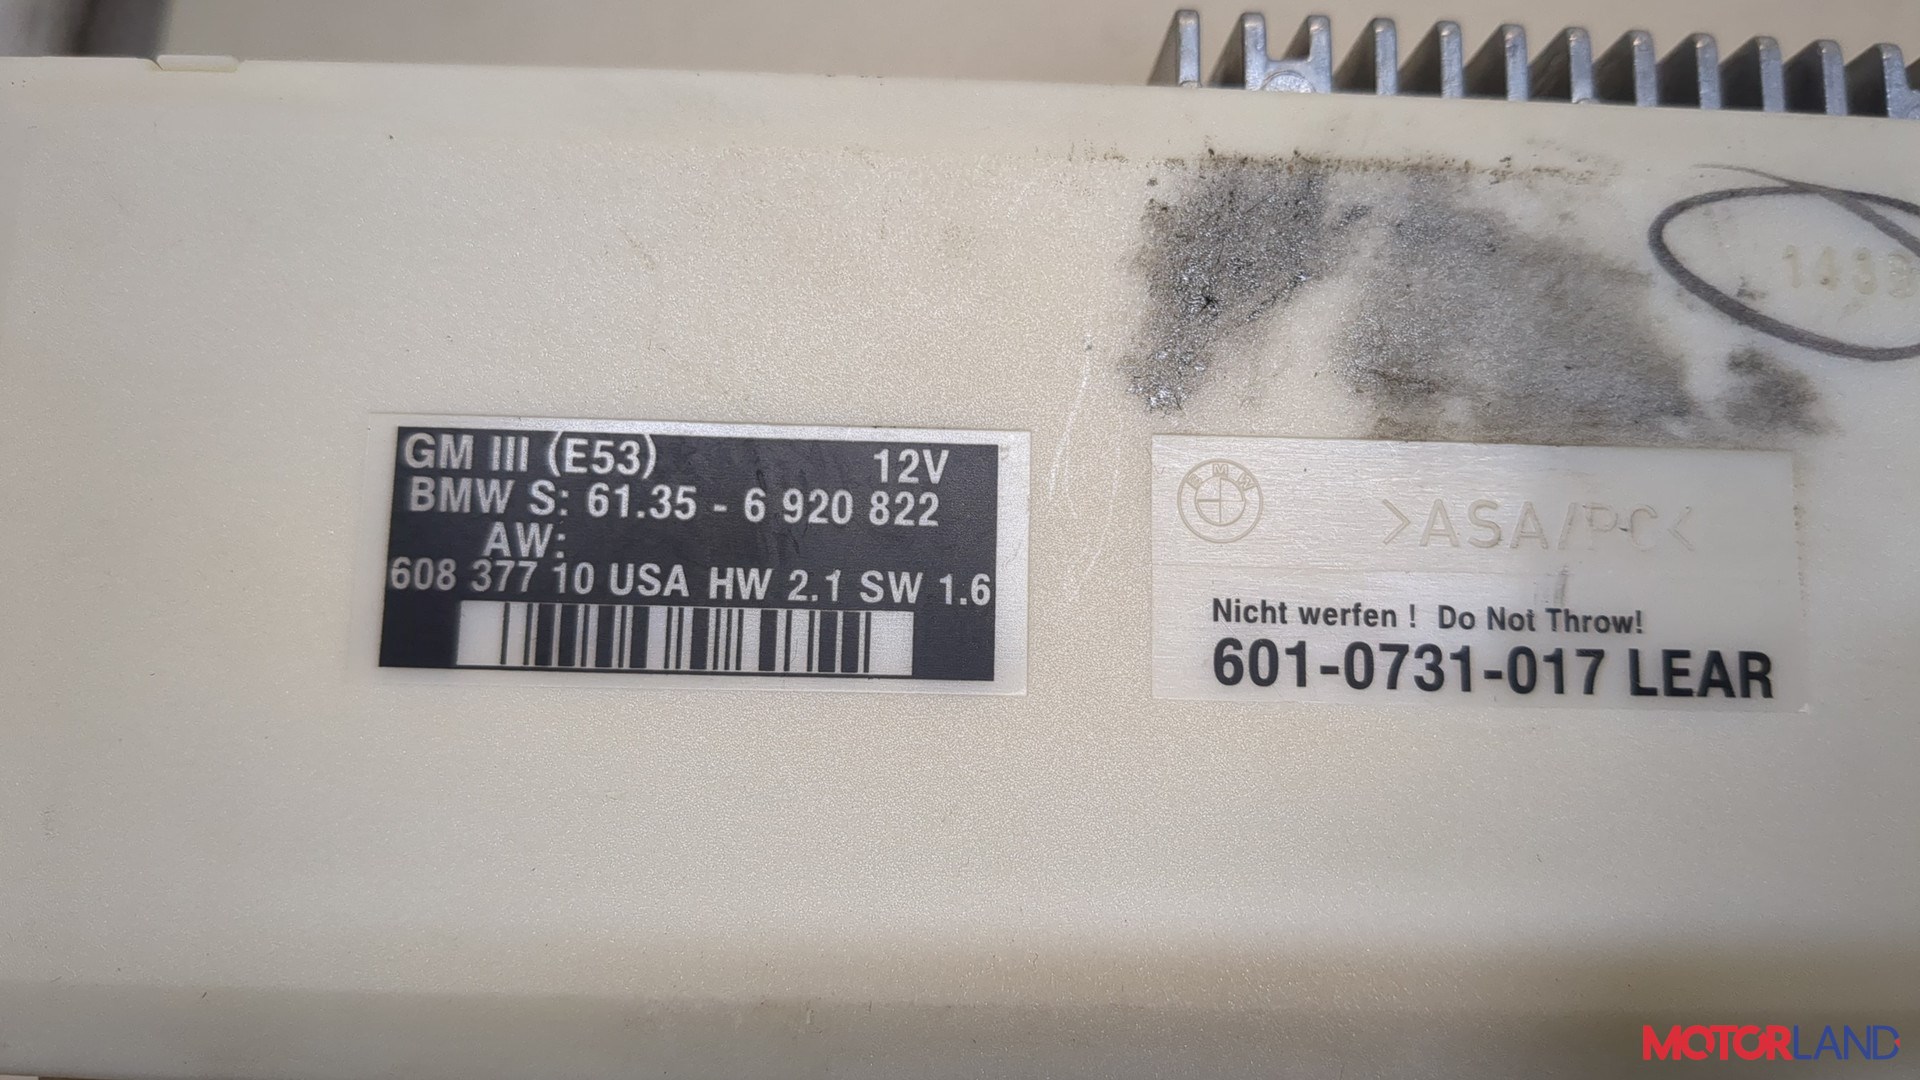 GM III (E53) 12V
BMW S: 61.35 - 6 920 822
AW:
608 377 10 USA HW 2.1 SW 1.6
BMW
>ASA/PC<
Nicht werfen ! Do Not Throw!
601-0731-017 LEAR
MOTORLAND